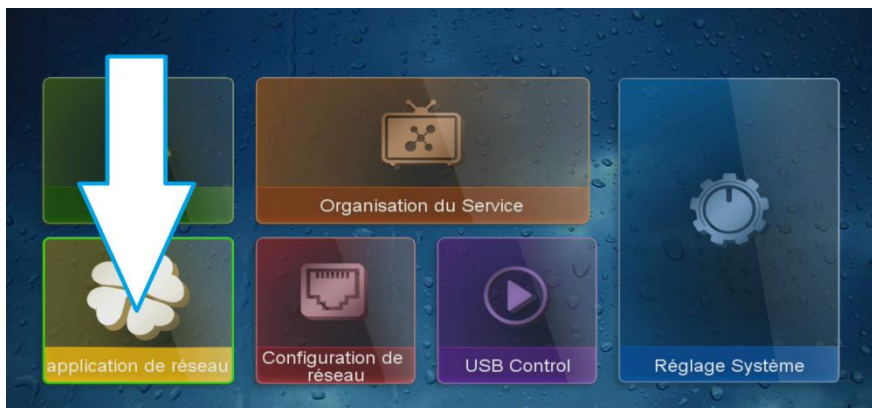 Organisation du Service
application de réseau
Configuration de
réseau
USB Control
Réglage Système